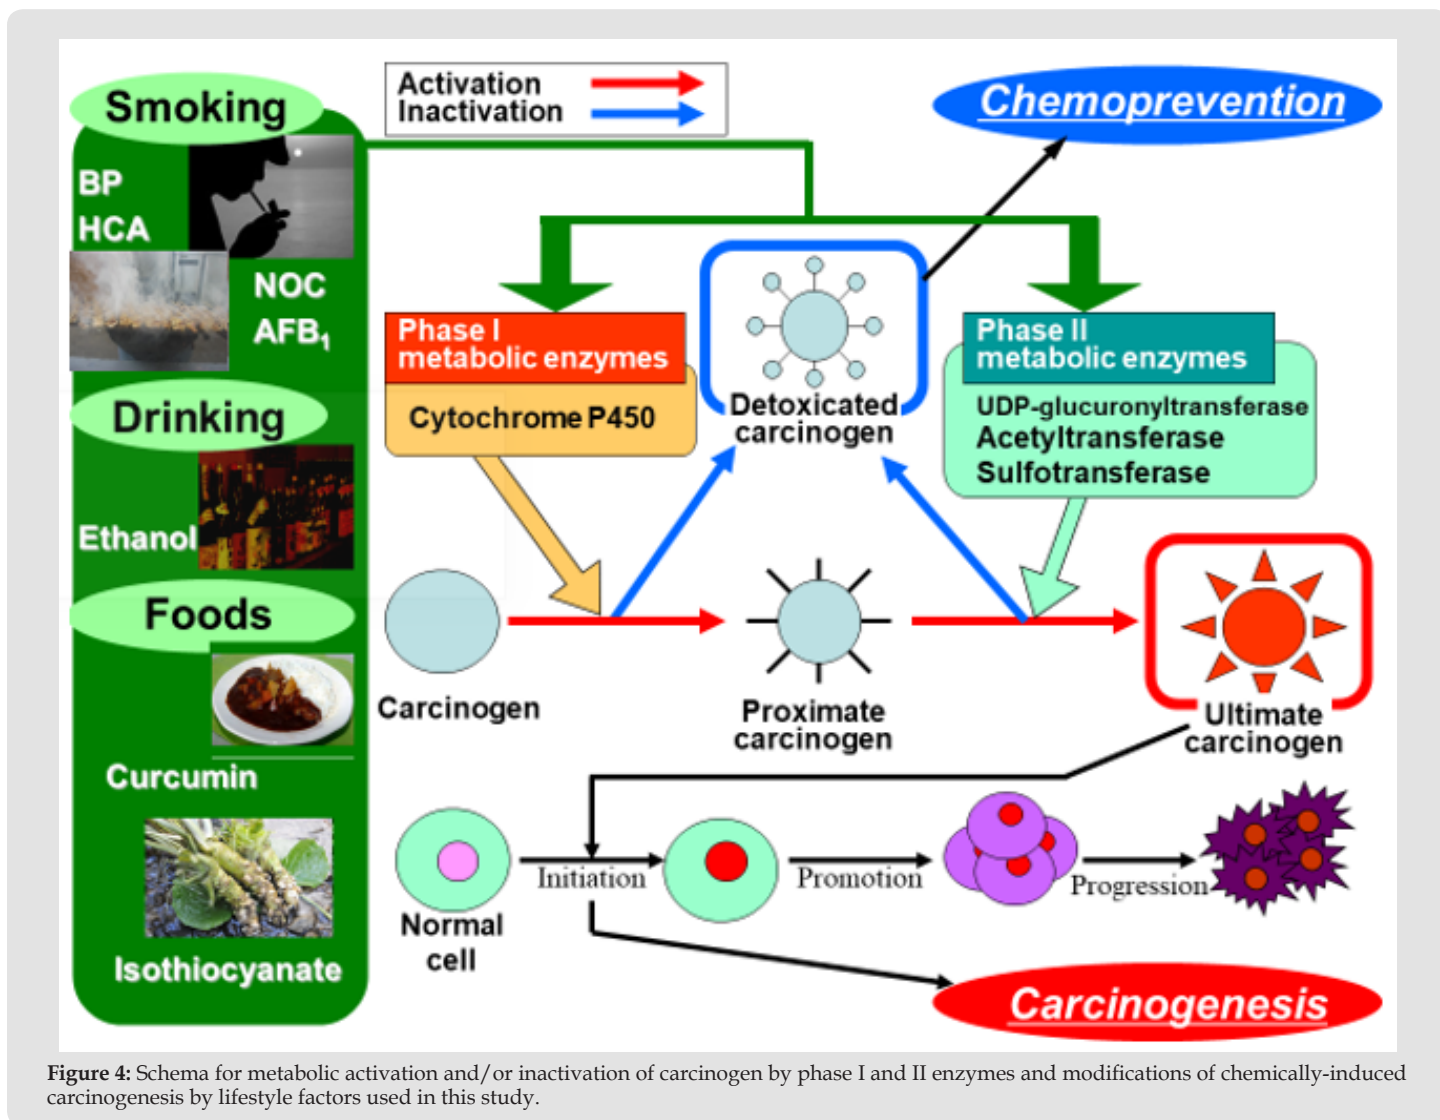 Smoking
BP
HCA
NOC
AFB₁
Drinking
Ethanol
Foods
Curcumin
Isothiocyanate
Activation
Inactivation
Chemoprevention
Phase I
metabolic enzymes
Cytochrome P450
Detoxicated
carcinogen
Phase II
metabolic enzymes
UDP-glucuronyltransferase
Acetyltransferase
Sulfotransferase
Carcinogen
Proximate
carcinogen
Ultimate
carcinogen
Normal
cell
Initiation
Promotion
Progression
Carcinogenesis
Figure 4: Schema for metabolic activation and/or inactivation of carcinogen by phase I and II enzymes and modifications of chemically-induced
carcinogenesis by lifestyle factors used in this study.